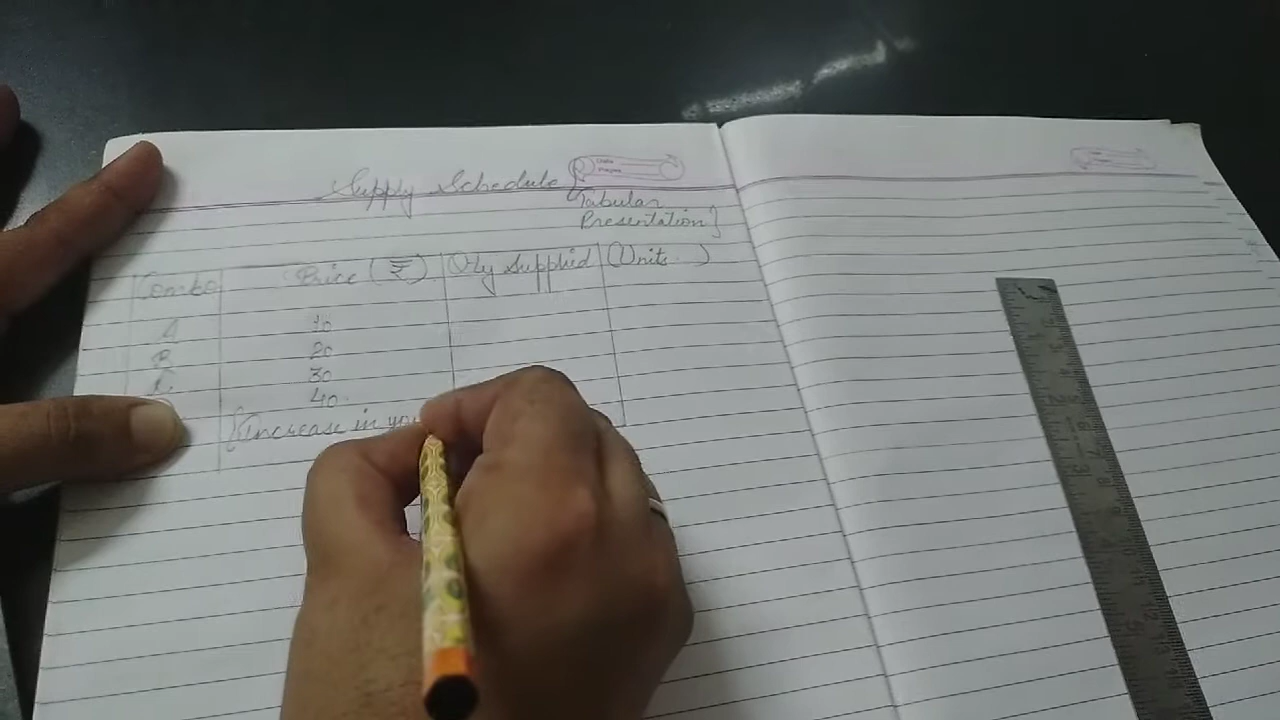 Supply Schedule [Tabular
Presentation]
Combo Price (₹) Qty Supplied (Units )
A 10
B 20
C 30
40
[Increase in